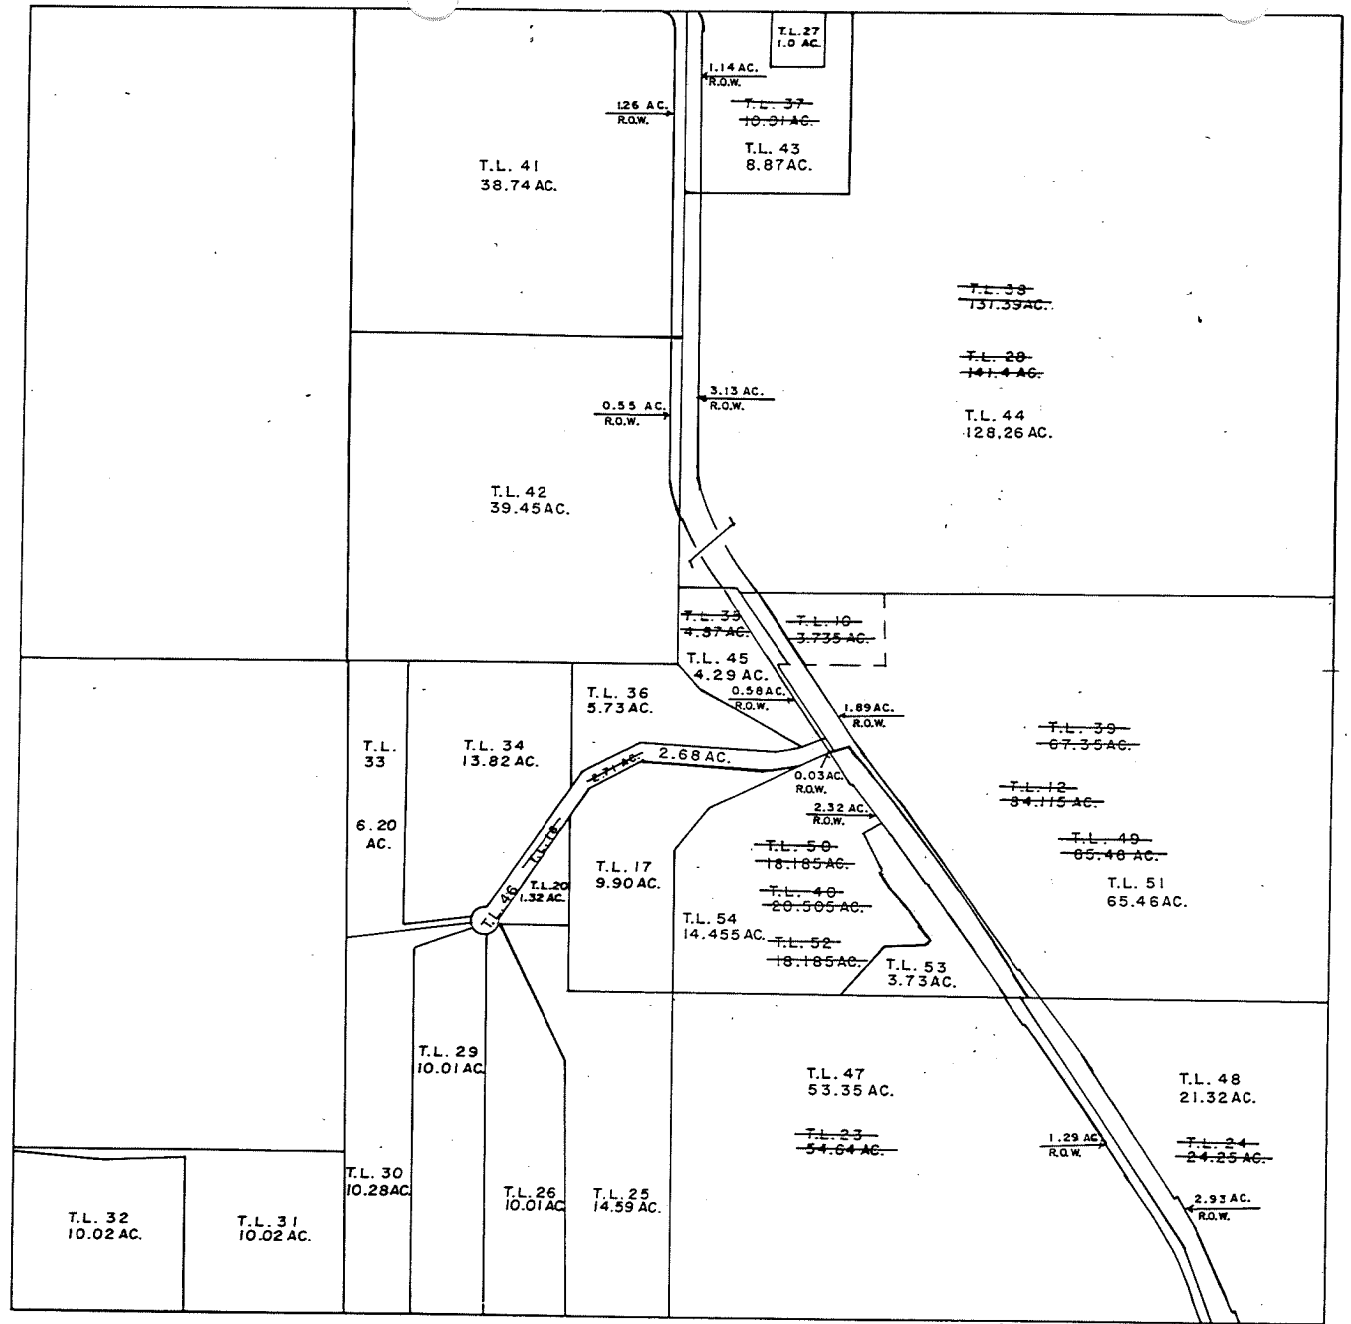 T.L. 27
1.0 AC.
1.14 AC.
R.O.W.
1.26 AC.
R.O.W.
T.L. 37
10.01 AC.
T.L. 43
8.87 AC.
T.L. 41
38.74 AC.
T.L. 38
131.39 AC.
T.L. 28
141.4 AC.
T.L. 44
128.26 AC.
3.13 AC.
R.O.W.
0.55 AC.
R.O.W.
T.L. 42
39.45 AC.
T.L. 35
4.87 AC.
T.L. 10
3.735 AC.
T.L. 45
4.29 AC.
0.58 AC.
R.O.W.
1.89 AC.
R.O.W.
T.L. 36
5.73 AC.
T.L.
33
6.20
AC.
T.L. 34
13.82 AC.
2.71 AC.
2.68 AC.
0.03 AC.
R.O.W.
2.32 AC.
R.O.W.
T.L. 39
67.35 AC.
T.L. 12
84.115 AC.
T.L. 49
65.48 AC.
T.L. 51
65.46 AC.
T.L. 18
T.L. 46
T.L. 20
1.32 AC.
T.L. 17
9.90 AC.
T.L. 50
18.185 AC.
T.L. 40
20.505 AC.
T.L. 54
14.455 AC.
T.L. 52
18.185 AC.
T.L. 53
3.73 AC.
T.L. 29
10.01 AC.
T.L. 47
53.35 AC.
T.L. 23
54.64 AC.
T.L. 48
21.32 AC.
T.L. 24
24.25 AC.
1.29 AC.
R.O.W.
2.93 AC.
R.O.W.
T.L. 30
10.28 AC.
T.L. 26
10.01 AC.
T.L. 25
14.59 AC.
T.L. 32
10.02 AC.
T.L. 31
10.02 AC.